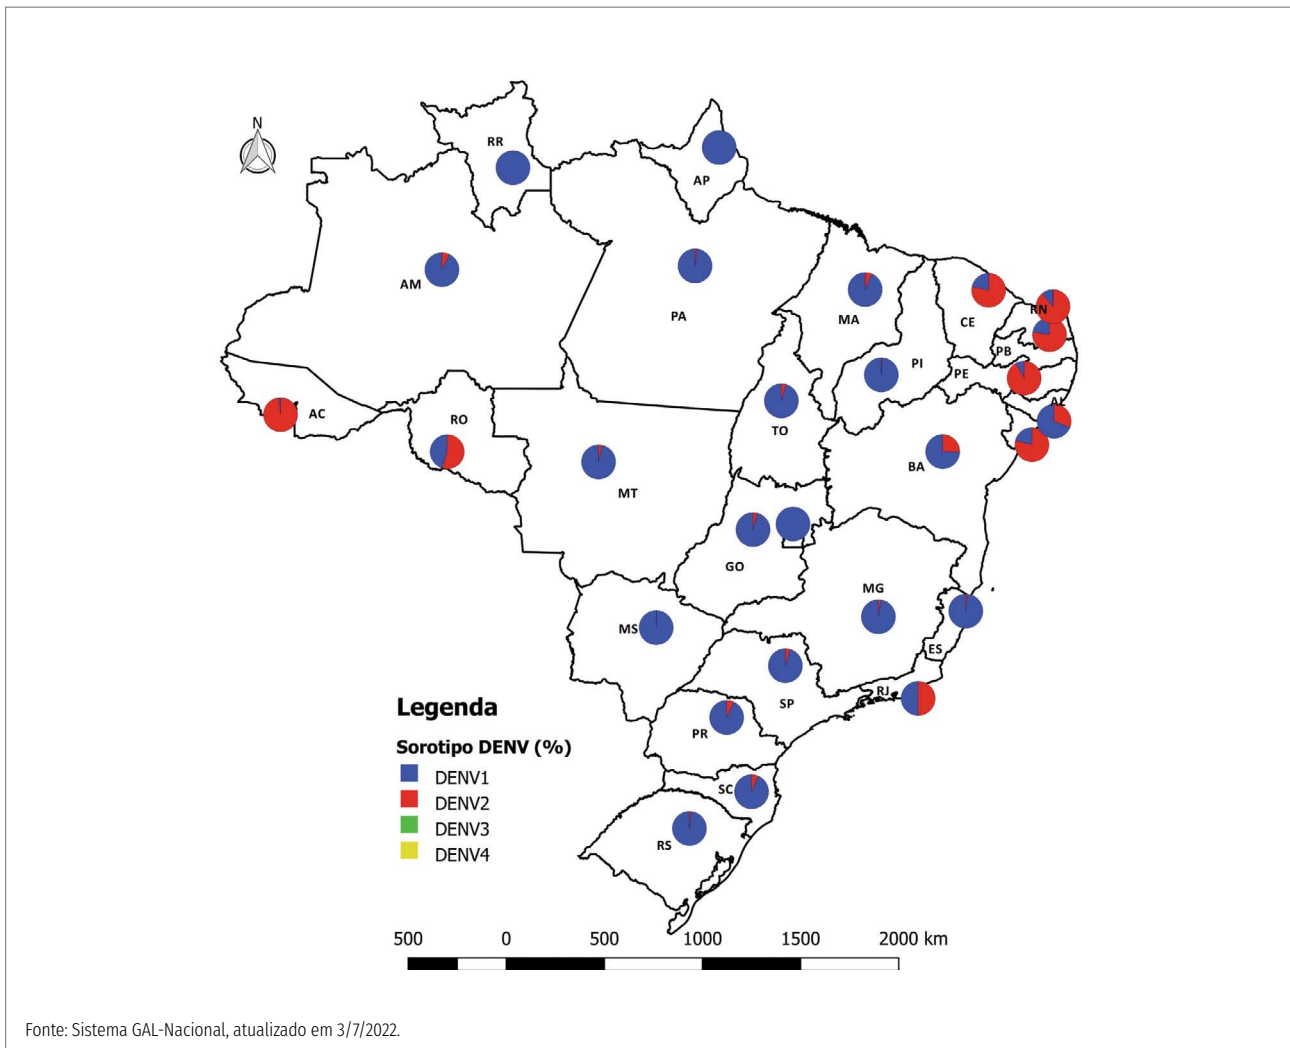 N
RR
AP
AM
PA
MA
CE
RN
PI
PB
PE
AL
AC
RO
TO
BA
MT
GO
MG
MS
ES
SP
RJ
PR
SC
RS
Legenda
Sorotipo DENV (%)
DENV1
DENV2
DENV3
DENV4
500 0 500 1000 1500 2000 km
Fonte: Sistema GAL-Nacional, atualizado em 3/7/2022.